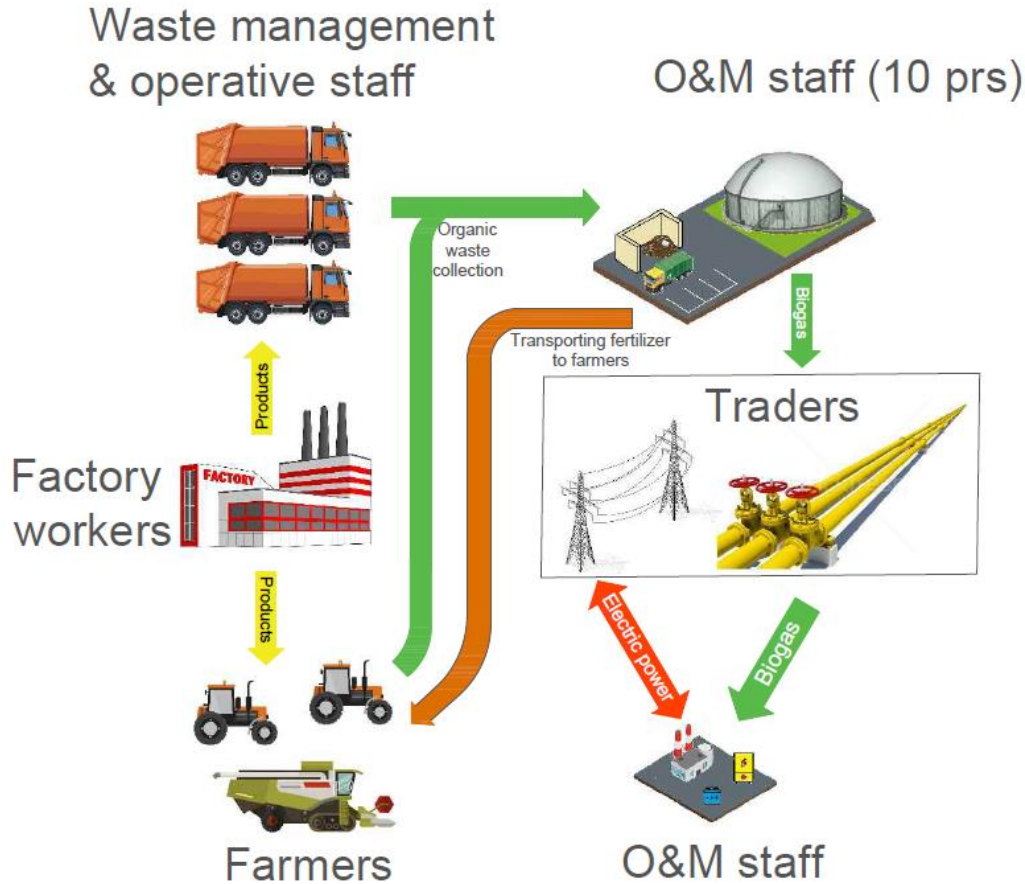 Waste management
& operative staff
O&M staff (10 prs)
Organic
waste
collection
Biogas
Transporting fertilizer
to farmers
Products
Traders
Factory
workers
FACTORY
Products
Electric power
Biogas
Farmers
O&M staff